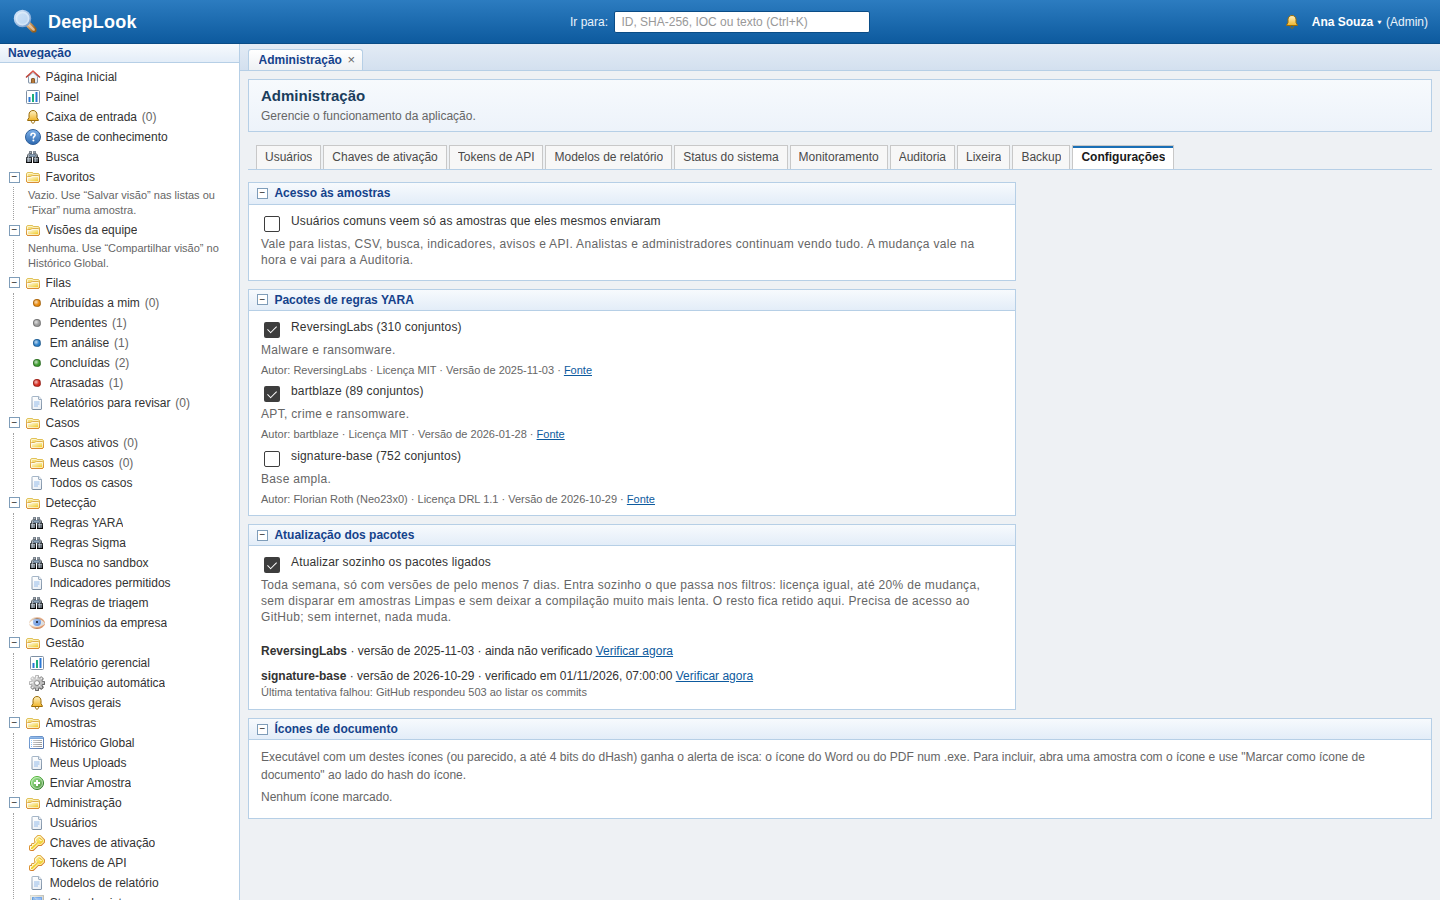 DeepLook
Ir para: ID, SHA-256, IOC ou texto (Ctrl+K)
Ana Souza (Admin)
Navegação
Página Inicial
Painel
Caixa de entrada (0)
Base de conhecimento
Busca
Favoritos
Vazio. Use “Salvar visão” nas listas ou
“Fixar” numa amostra.
Visões da equipe
Nenhuma. Use “Compartilhar visão” no
Histórico Global.
Filas
Atribuídas a mim (0)
Pendentes (1)
Em análise (1)
Concluídas (2)
Atrasadas (1)
Relatórios para revisar (0)
Casos
Casos ativos (0)
Meus casos (0)
Todos os casos
Detecção
Regras YARA
Regras Sigma
Busca no sandbox
Indicadores permitidos
Regras de triagem
Domínios da empresa
Gestão
Relatório gerencial
Atribuição automática
Avisos gerais
Amostras
Histórico Global
Meus Uploads
Enviar Amostra
Administração
Usuários
Chaves de ativação
Tokens de API
Modelos de relatório
Administração ×
Administração
Gerencie o funcionamento da aplicação.
Usuários Chaves de ativação Tokens de API Modelos de relatório Status do sistema Monitoramento Auditoria Lixeira Backup Configurações
Acesso às amostras
Usuários comuns veem só as amostras que eles mesmos enviaram
Vale para listas, CSV, busca, indicadores, avisos e API. Analistas e administradores continuam vendo tudo. A mudança vale na
hora e vai para a Auditoria.
Pacotes de regras YARA
ReversingLabs (310 conjuntos)
Malware e ransomware.
Autor: ReversingLabs · Licença MIT · Versão de 2025-11-03 · Fonte
bartblaze (89 conjuntos)
APT, crime e ransomware.
Autor: bartblaze · Licença MIT · Versão de 2026-01-28 · Fonte
signature-base (752 conjuntos)
Base ampla.
Autor: Florian Roth (Neo23x0) · Licença DRL 1.1 · Versão de 2026-10-29 · Fonte
Atualização dos pacotes
Atualizar sozinho os pacotes ligados
Toda semana, só com versões de pelo menos 7 dias. Entra sozinho o que passa nos filtros: licença igual, até 20% de mudança,
sem disparar em amostras Limpas e sem deixar a compilação muito mais lenta. O resto fica retido aqui. Precisa de acesso ao
GitHub; sem internet, nada muda.
ReversingLabs · versão de 2025-11-03 · ainda não verificado Verificar agora
signature-base · versão de 2026-10-29 · verificado em 01/11/2026, 07:00:00 Verificar agora
Última tentativa falhou: GitHub respondeu 503 ao listar os commits
Ícones de documento
Executável com um destes ícones (ou parecido, a até 4 bits do dHash) ganha o alerta de isca: o ícone do Word ou do PDF num .exe. Para incluir, abra uma amostra com o ícone e use "Marcar como ícone de
documento" ao lado do hash do ícone.
Nenhum ícone marcado.